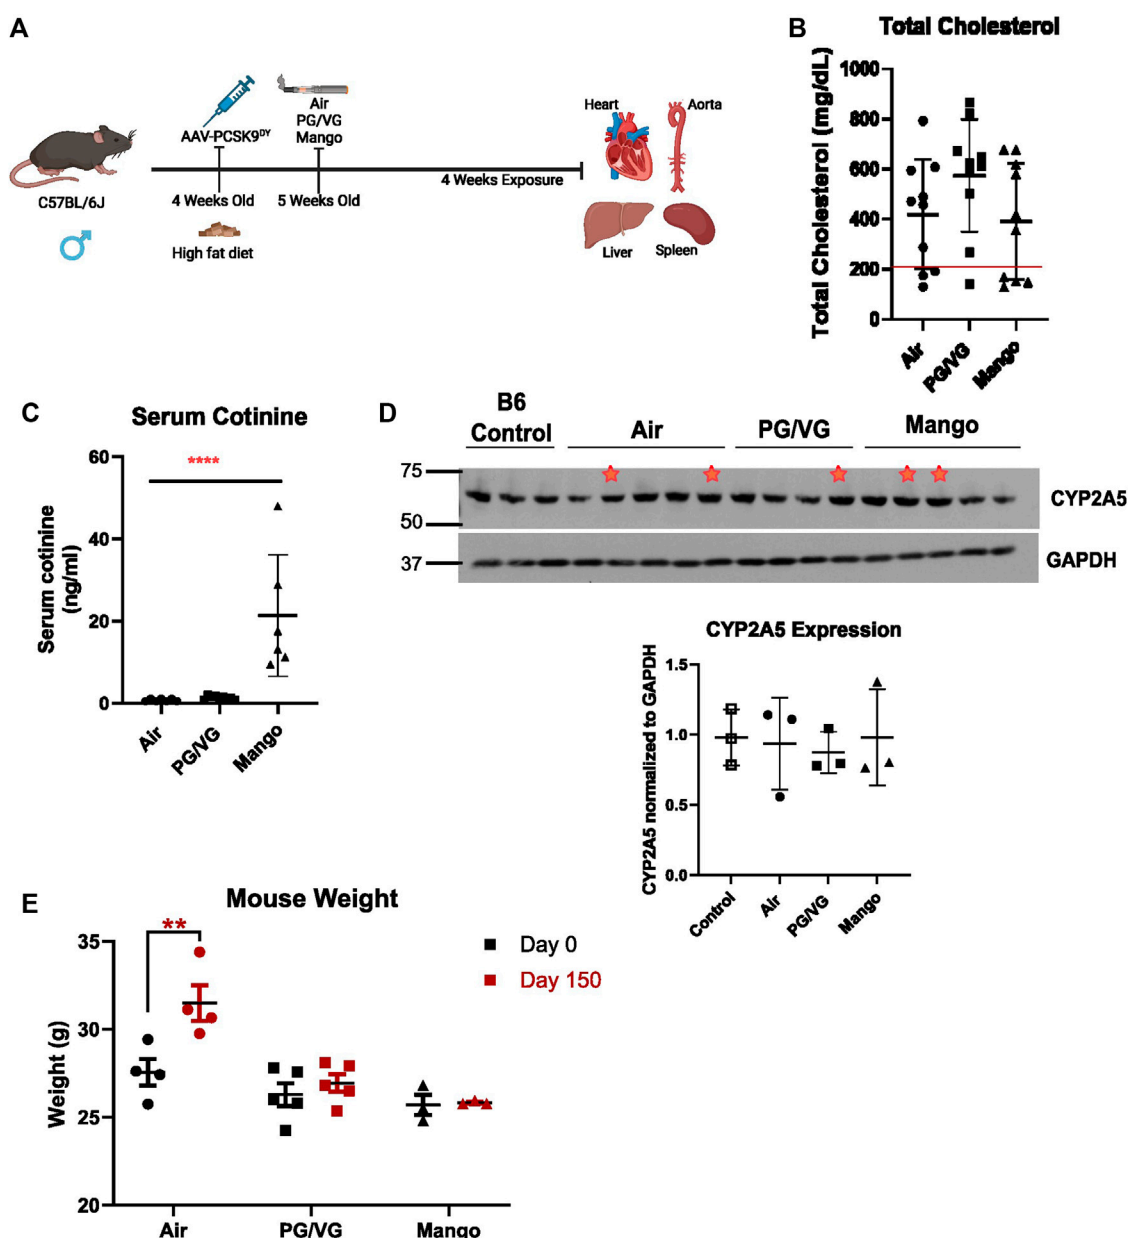 A
C57BL/6J
AAV-PCSK9ᴰʸ
4 Weeks Old
High fat diet
Air
PG/VG
Mango
5 Weeks Old
4 Weeks Exposure
Heart
Aorta
Liver
Spleen
B
Total Cholesterol
Total Cholesterol (mg/dL)
1000
800
600
400
200
0
Air
PG/VG
Mango
C
Serum Cotinine
****
Serum cotinine
(ng/ml)
60
40
20
0
Air
PG/VG
Mango
D
B6
Control
Air
PG/VG
Mango
75
50
37
CYP2A5
GAPDH
CYP2A5 Expression
CYP2A5 normalized to GAPDH
1.5
1.0
0.5
0.0
Control
Air
PG/VG
Mango
E
Mouse Weight
**
Day 0
Day 150
Weight (g)
35
30
25
20
Air
PG/VG
Mango